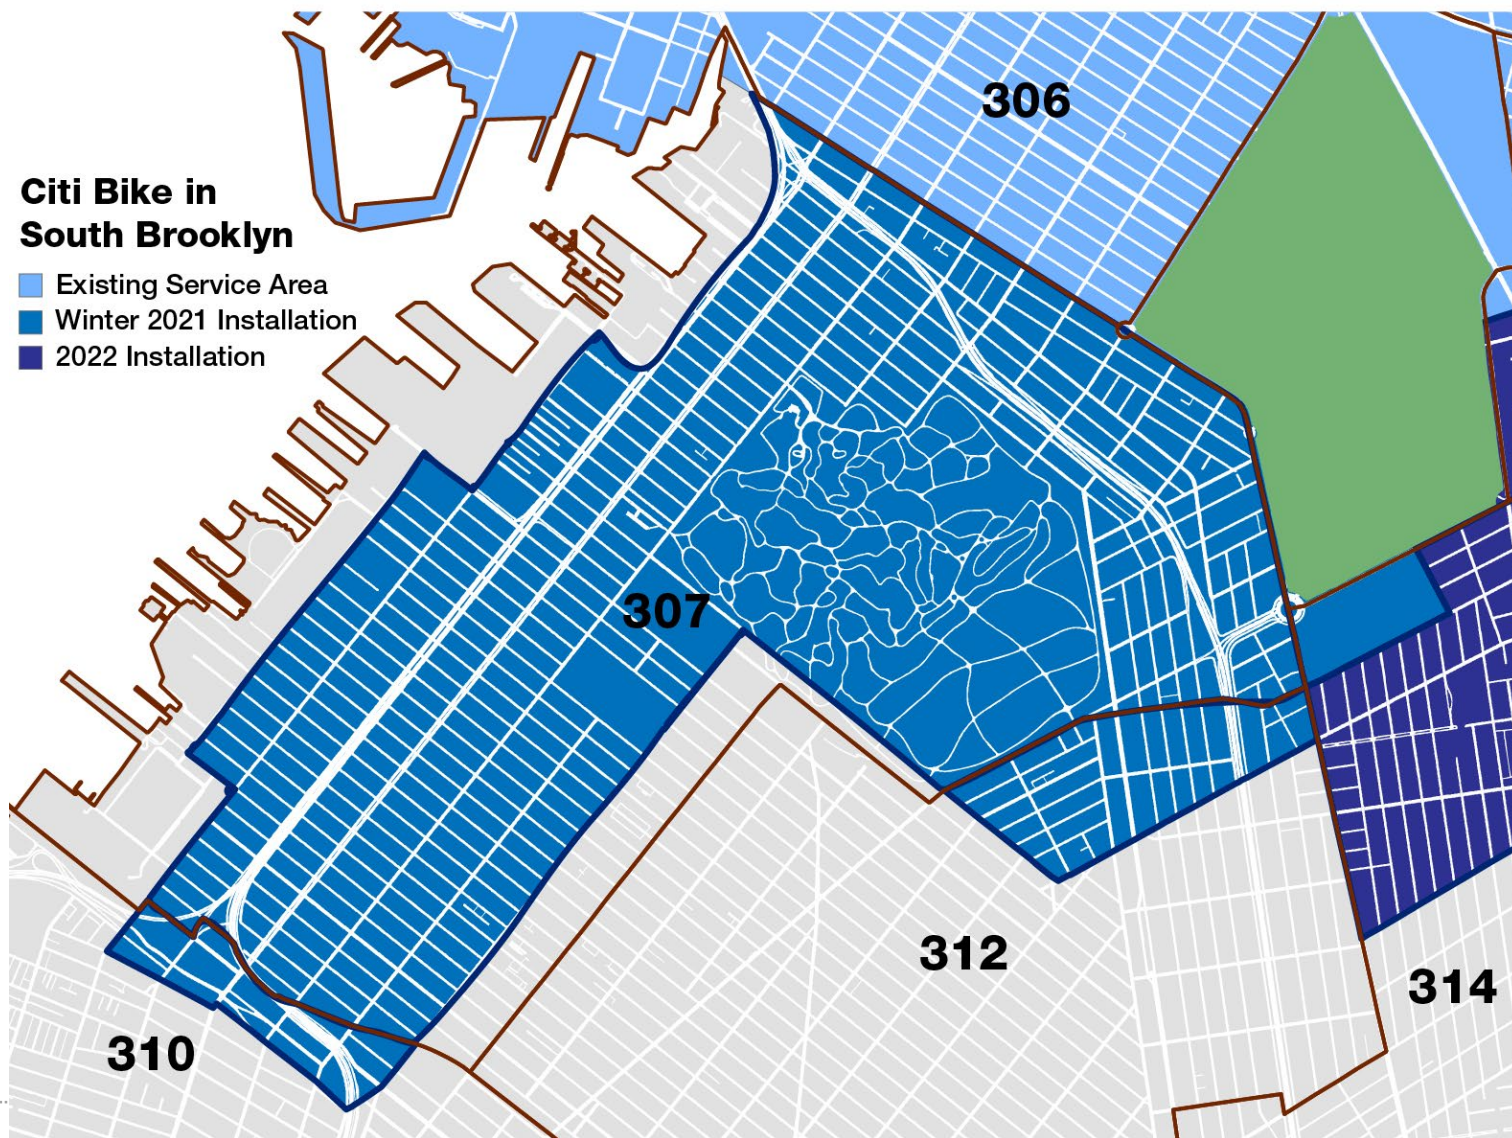 306
Citi Bike in
South Brooklyn
Existing Service Area
Winter 2021 Installation
2022 Installation
307
312
314
310